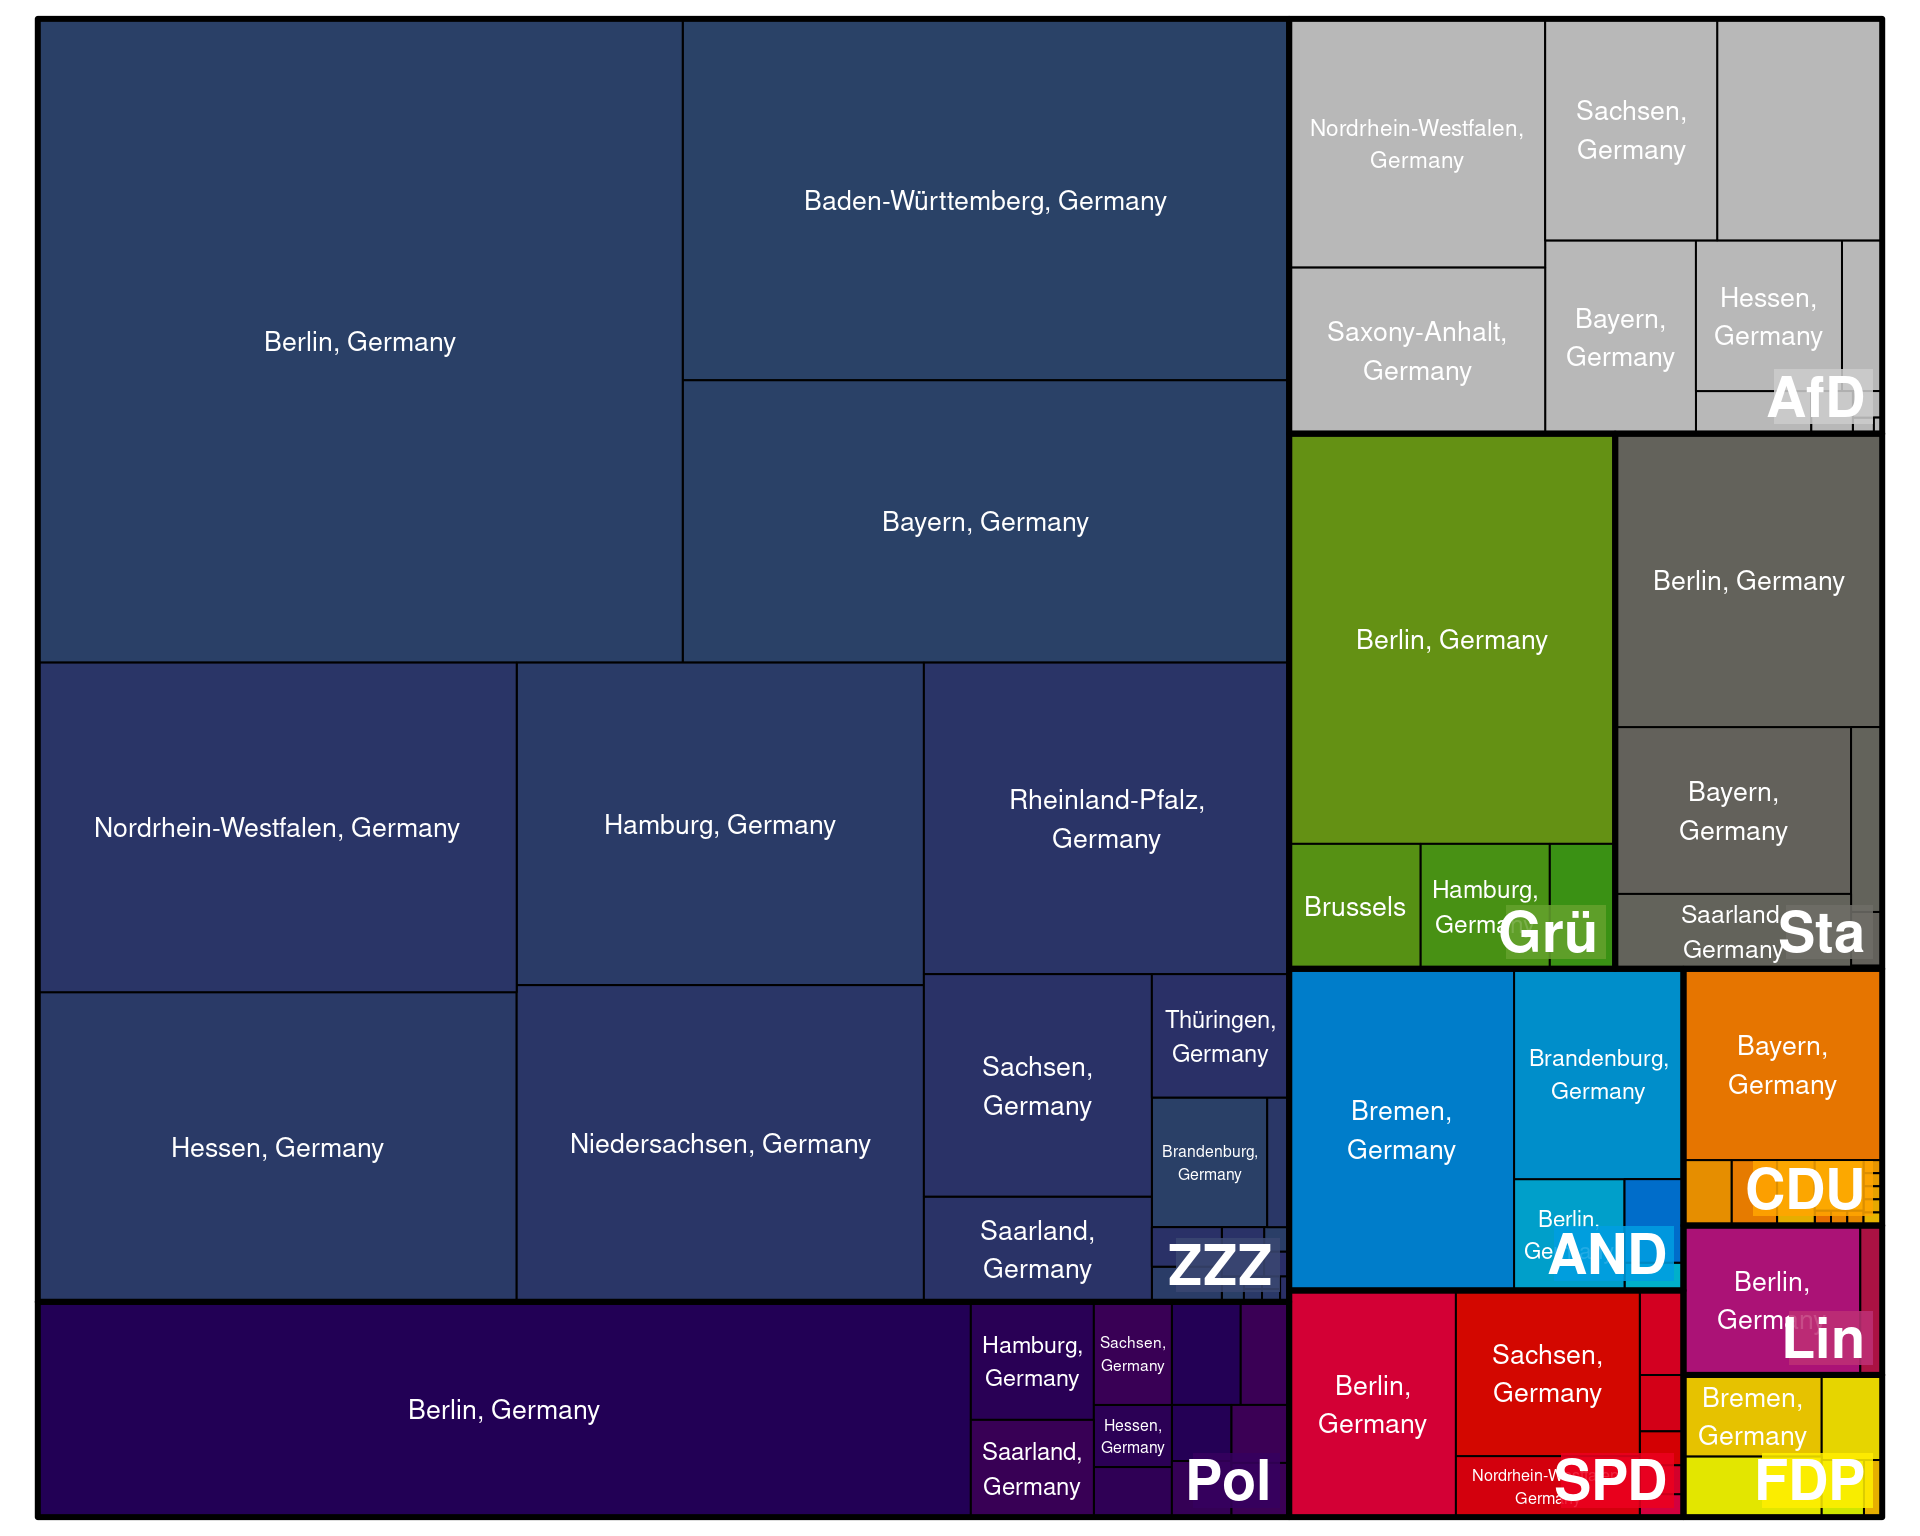 Berlin, Germany
Baden-Württemberg, Germany
Bayern, Germany
Nordrhein-Westfalen, Germany
Hamburg, Germany
Rheinland-Pfalz,
Germany
Hessen, Germany
Niedersachsen, Germany
Sachsen,
Germany
Thüringen,
Germany
Brandenburg,
Germany
Saarland,
Germany
ZZZ
Berlin, Germany
Hamburg,
Germany
Saarland,
Germany
Sachsen,
Germany
Hessen,
Germany
Pol
Nordrhein-Westfalen,
Germany
Saxony-Anhalt,
Germany
Sachsen,
Germany
Bayern,
Germany
Hessen,
Germany
AfD
Berlin, Germany
Brussels
Hamburg,
Germany
Grü
Berlin, Germany
Bayern,
Germany
Saarland
Germany
Sta
Bremen,
Germany
Brandenburg,
Germany
Berlin,
AND
Bayern,
Germany
CDU
Berlin,
Germany
Lin
Berlin,
Germany
Sachsen,
Germany
SPD
Bremen,
Germany
FDP